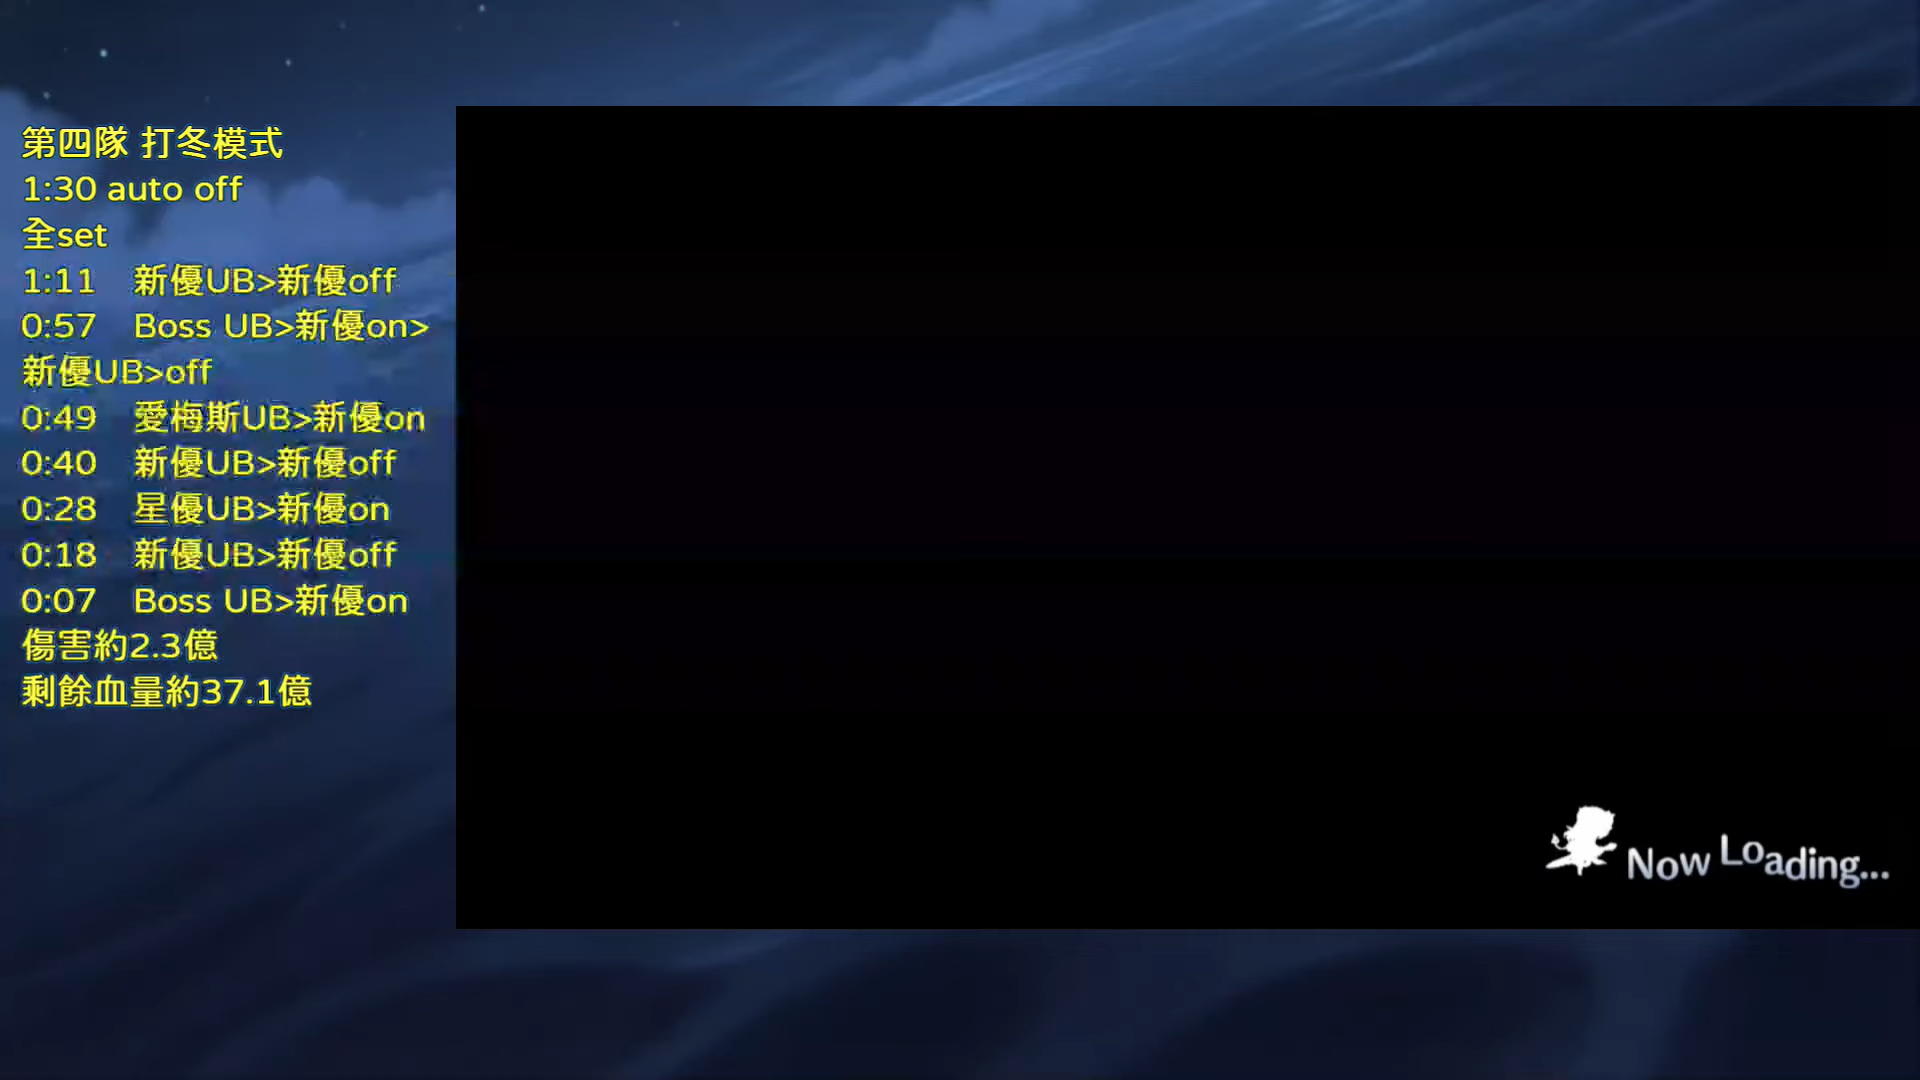 第四隊 打冬模式
1:30 auto off
全set
1:11 新優UB>新優off
0:57 Boss UB>新優on>
新優UB>off
0:49 愛梅斯UB>新優on
0:40 新優UB>新優off
0:28 星優UB>新優on
0:18 新優UB>新優off
0:07 Boss UB>新優on
傷害約2.3億
剩餘血量約37.1億
Now Loading...